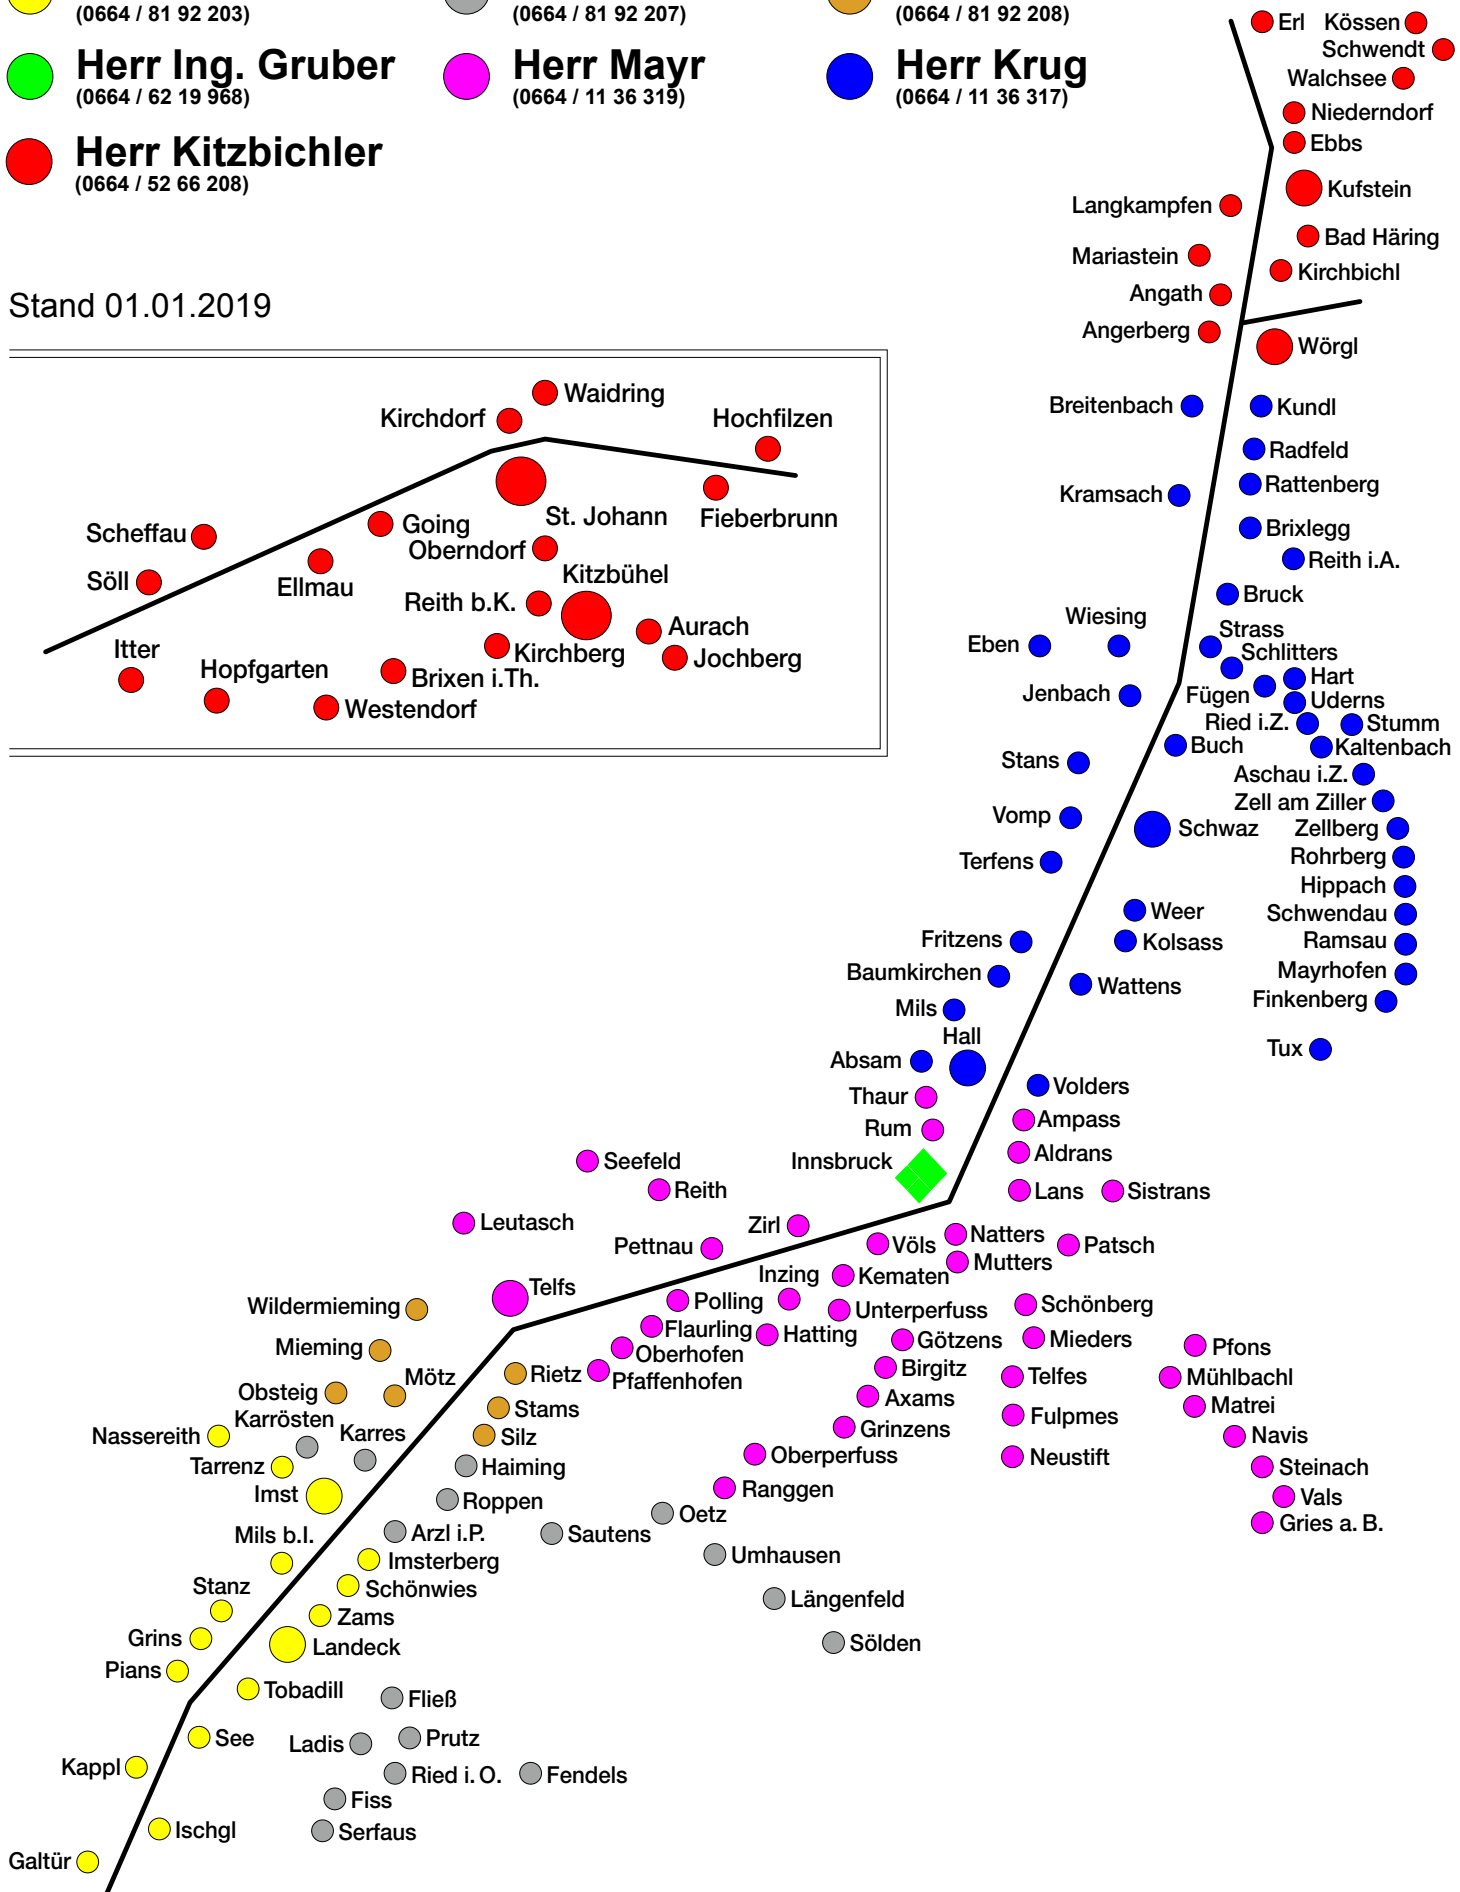 (0664 / 81 92 203)
(0664 / 81 92 207)
(0664 / 81 92 208)
Herr Ing. Gruber
(0664 / 62 19 968)
Herr Mayr
(0664 / 11 36 319)
Herr Krug
(0664 / 11 36 317)
Herr Kitzbichler
(0664 / 52 66 208)
Stand 01.01.2019
Waidring
Kirchdorf
Hochfilzen
St. Johann
Fieberbrunn
Scheffau
Going
Oberndorf
Söll
Ellmau
Kitzbühel
Reith b.K.
Aurach
Itter
Kirchberg
Jochberg
Hopfgarten
Brixen i.Th.
Westendorf
Erl
Kössen
Schwendt
Walchsee
Niederndorf
Ebbs
Kufstein
Langkampfen
Bad Häring
Mariastein
Kirchbichl
Angath
Angerberg
Wörgl
Breitenbach
Kundl
Radfeld
Rattenberg
Kramsach
Brixlegg
Reith i.A.
Bruck
Wiesing
Strass
Eben
Schlitters
Hart
Jenbach
Fügen
Uderns
Ried i.Z.
Stumm
Buch
Kaltenbach
Stans
Aschau i.Z.
Zell am Ziller
Vomp
Schwaz
Zellberg
Terfens
Rohrberg
Hippach
Weer
Schwendau
Fritzens
Kolsass
Ramsau
Baumkirchen
Mayrhofen
Wattens
Finkenberg
Mils
Hall
Tux
Absam
Volders
Thaur
Ampass
Rum
Aldrans
Innsbruck
Seefeld
Reith
Lans
Sistrans
Leutasch
Zirl
Pettnau
Völs
Natters
Patsch
Mutters
Inzing
Kematen
Telfs
Wildermieming
Polling
Unterperfuss
Schönberg
Flaurling
Hatting
Götzens
Mieders
Mieming
Oberhofen
Pfons
Birgitz
Mötz
Rietz
Pfaffenhofen
Telfes
Mühlbachl
Obsteig
Axams
Matrei
Karrösten
Stams
Fulpmes
Nassereith
Karres
Silz
Grinzens
Navis
Tarrenz
Haiming
Oberperfuss
Neustift
Steinach
Imst
Roppen
Ranggen
Vals
Oetz
Gries a. B.
Mils b.I.
Arzl i.P.
Sautens
Imsterberg
Umhausen
Stanz
Schönwies
Längenfeld
Zams
Grins
Landeck
Sölden
Pians
Tobadill
Fließ
See
Ladis
Prutz
Kappl
Ried i. O.
Fendels
Fiss
Ischgl
Serfaus
Galtür